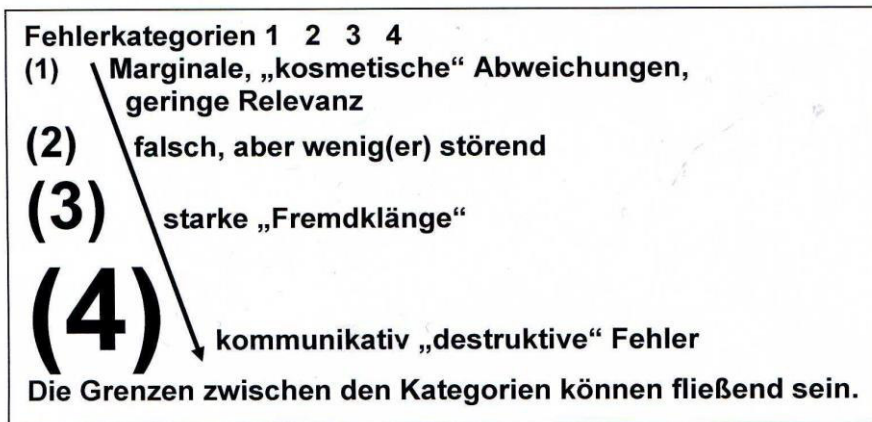 Fehlerkategorien 1 2 3 4
(1) Marginale, „kosmetische“ Abweichungen,
geringe Relevanz
(2) falsch, aber wenig(er) störend
(3) starke „Fremdklänge“
(4) kommunikativ „destruktive“ Fehler
Die Grenzen zwischen den Kategorien können fließend sein.